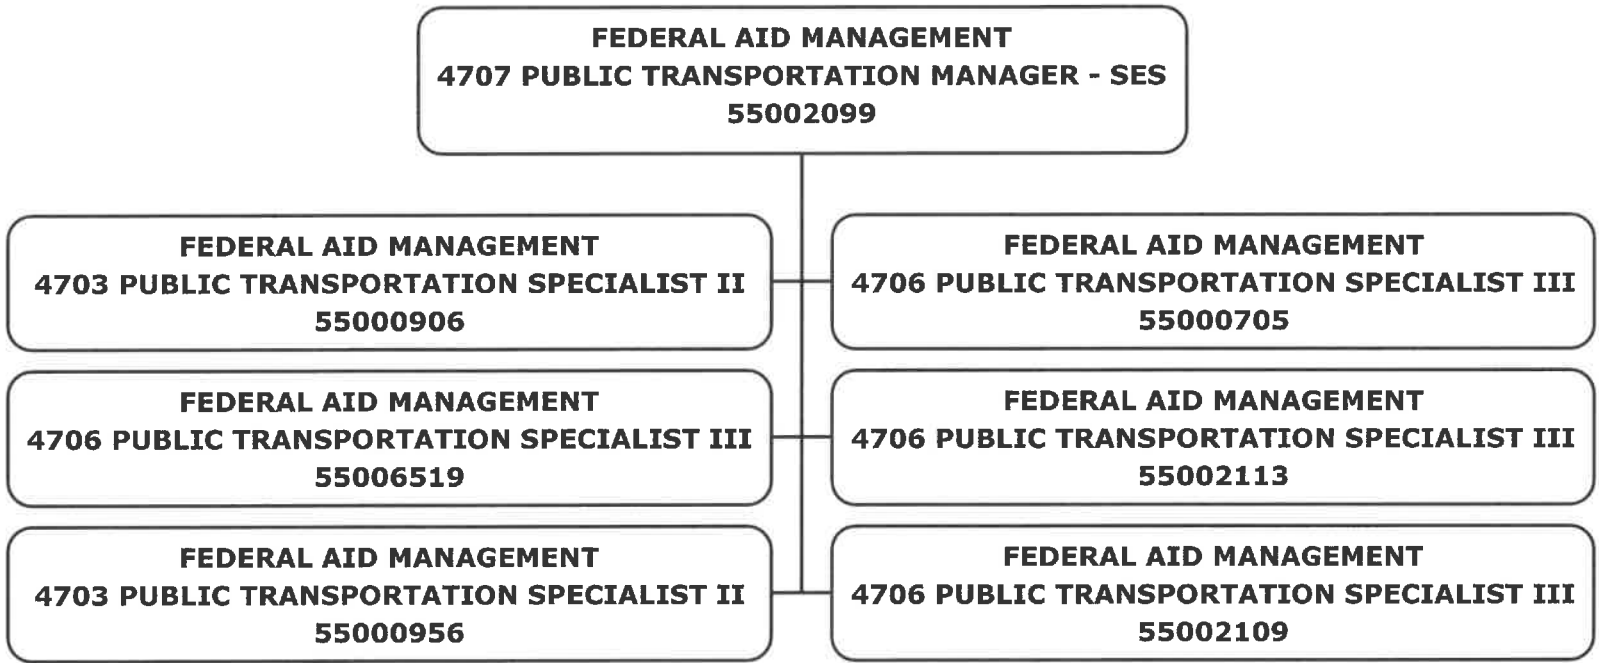 FEDERAL AID MANAGEMENT
4707 PUBLIC TRANSPORTATION MANAGER - SES
55002099
FEDERAL AID MANAGEMENT
4703 PUBLIC TRANSPORTATION SPECIALIST II
55000906
FEDERAL AID MANAGEMENT
4706 PUBLIC TRANSPORTATION SPECIALIST III
55000705
FEDERAL AID MANAGEMENT
4706 PUBLIC TRANSPORTATION SPECIALIST III
55006519
FEDERAL AID MANAGEMENT
4706 PUBLIC TRANSPORTATION SPECIALIST III
55002113
FEDERAL AID MANAGEMENT
4703 PUBLIC TRANSPORTATION SPECIALIST II
55000956
FEDERAL AID MANAGEMENT
4706 PUBLIC TRANSPORTATION SPECIALIST III
55002109